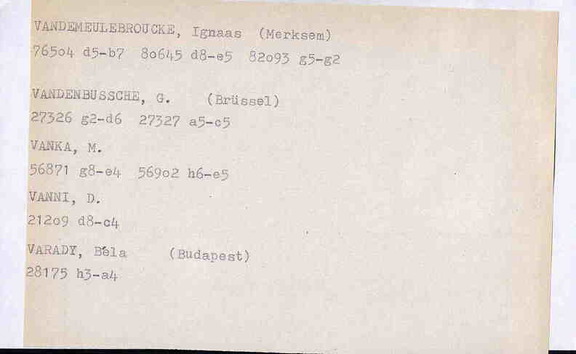 VANDEMEULEBROUCKE, Ignaas (Merksem)
76504 d5-b7 80645 d8-e5 82093 g5-g2
VANDENBUSSCHE, G. (Brüssel)
27326 g2-d6 27327 a5-c5
VANKA, M.
56871 g8-e4 56902 h6-e5
VANNI, D.
21209 d8-c4
VARADY, Béla (Budapest)
28175 h3-a4